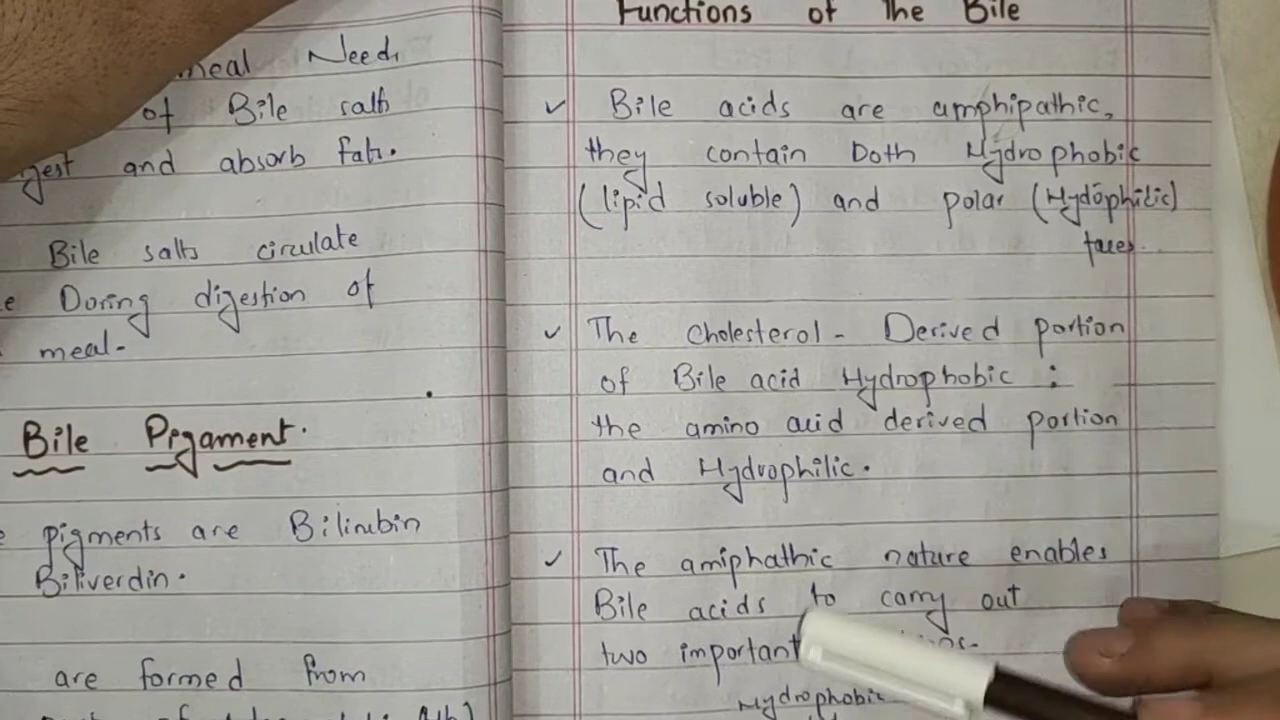 meal Needs
of Bile salts
gest and absorb fats.
Bile salts circulate
e During digestion of
meal-
Bile Pegament.
e pigments are Bilirubin
Biliverdin.
are formed from
Functions of The Bile
✓ Bile acids are amphipathic,
they contain both Hydrophobic
(lipid soluble) and polar (Hydophilic)
faces.
✓ The Cholesterol - Derived portion
of Bile acid Hydrophobic :
the amino acid derived portion
and Hydrophilic.
✓ The amiphathic nature enables
Bile acids to carry out
two important
Hydrophobic